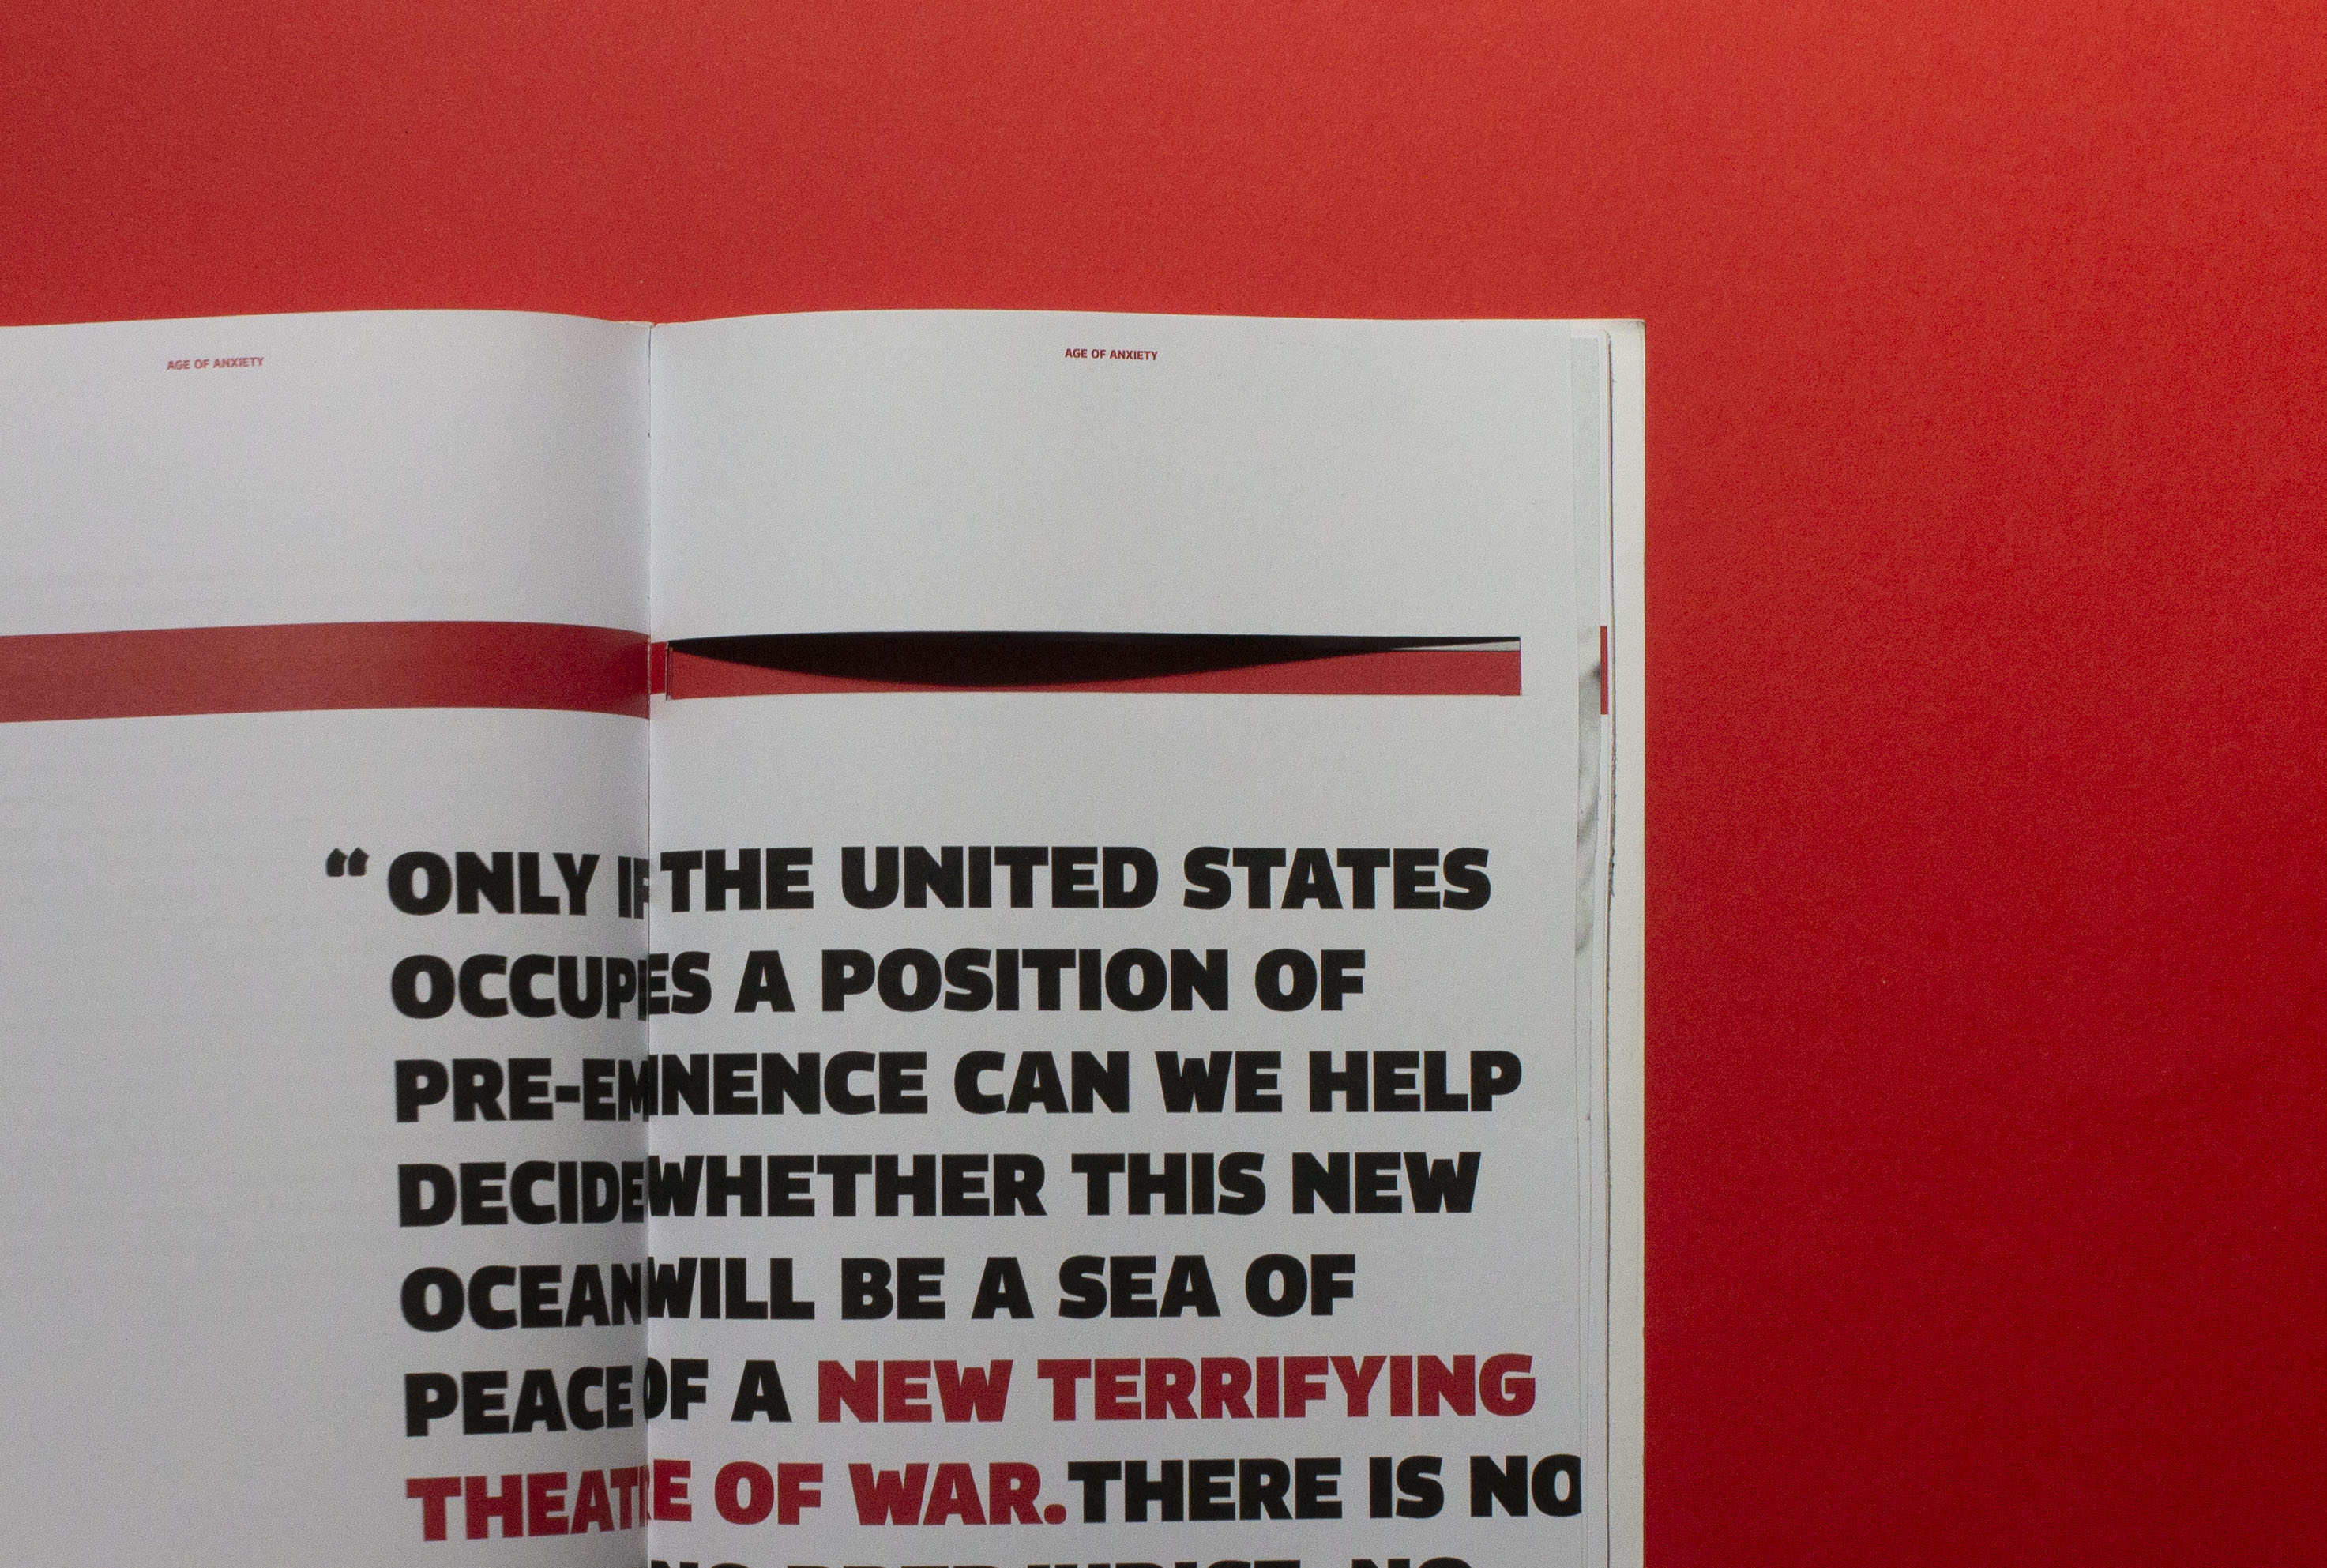 AGE OF ANXIETY
AGE OF ANXIETY
“ ONLY IF THE UNITED STATES
OCCUPIES A POSITION OF
PRE-EMINENCE CAN WE HELP
DECIDE WHETHER THIS NEW
OCEAN WILL BE A SEA OF
PEACE OF A NEW TERRIFYING
THEATRE OF WAR.THERE IS NO
NO